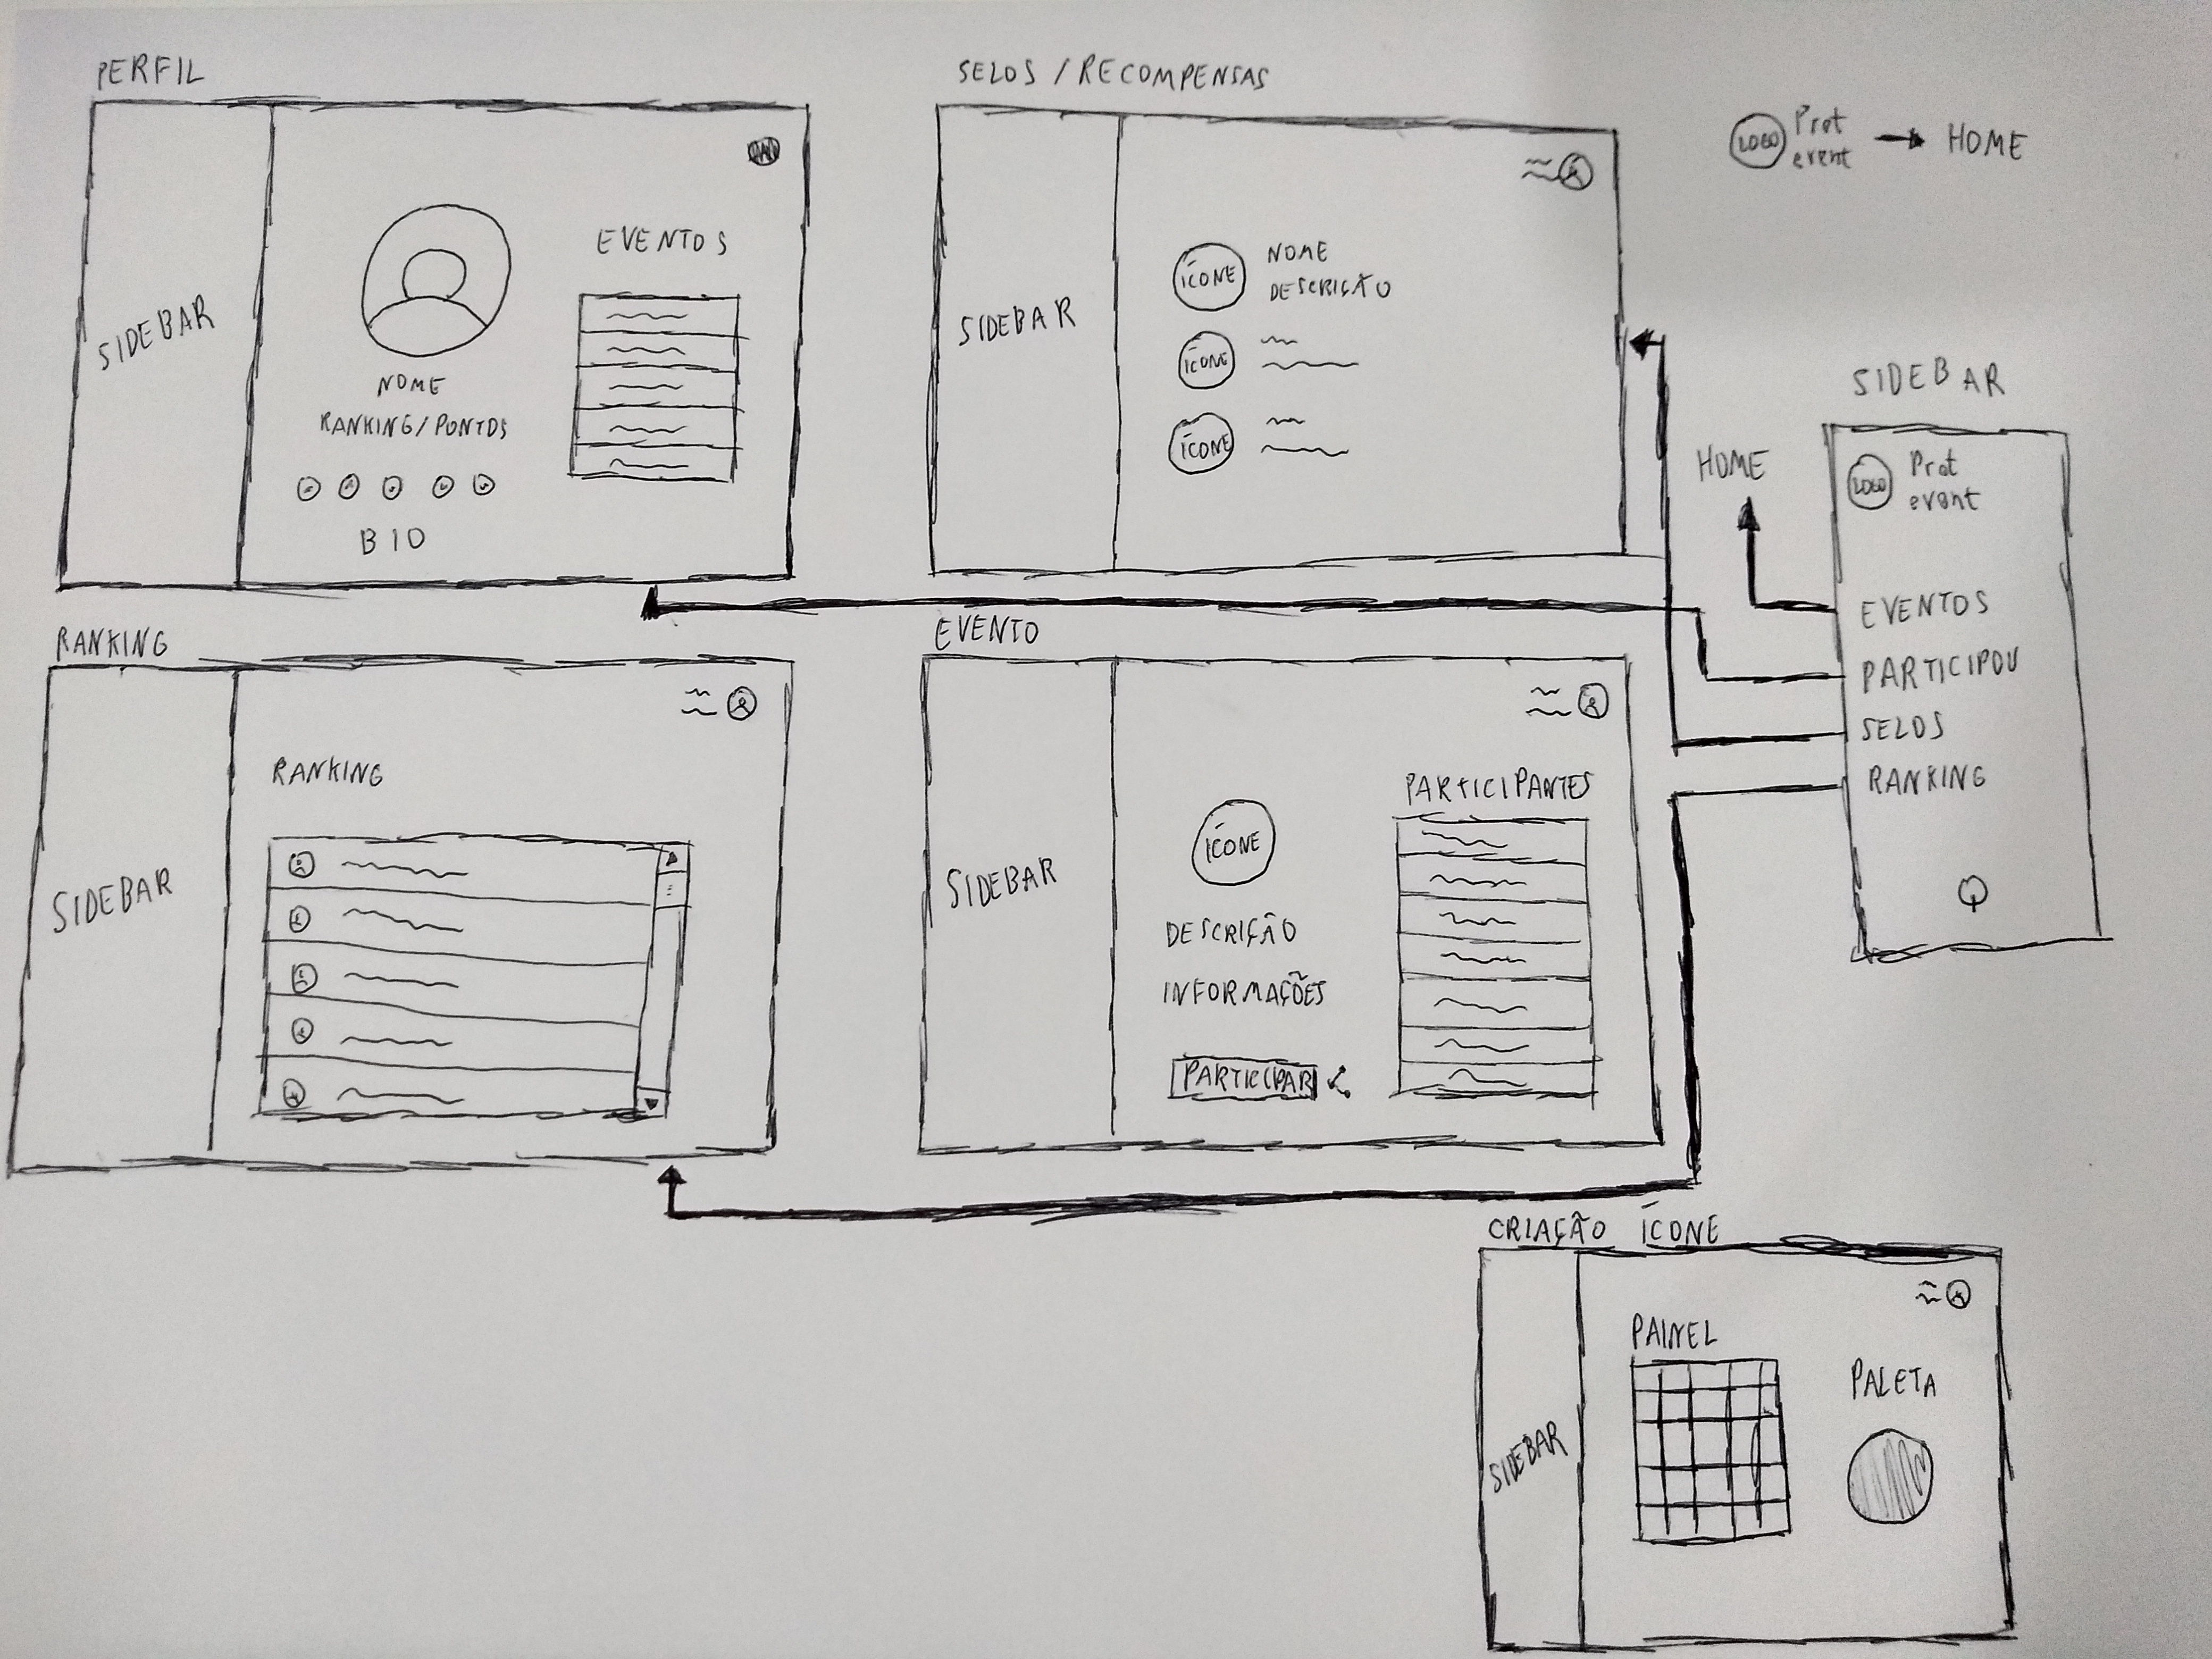 PERFIL
SIDEBAR
NOME
RANKING/PONTOS
BIO
EVENTOS
SELOS / RECOMPENSAS
SIDEBAR
ÍCONE
NOME
DESCRIÇÃO
ÍCONE
ÍCONE
LOGO
Prot
event
HOME
SIDEBAR
HOME
LOGO
Prot
event
EVENTOS
PARTICIPOU
SELOS
RANKING
RANKING
SIDEBAR
RANKING
EVENTO
SIDEBAR
ÍCONE
DESCRIÇÃO
INFORMAÇÕES
PARTICIPAR
PARTICIPANTES
CRIAÇÃO ÍCONE
SIDEBAR
PAINEL
PALETA